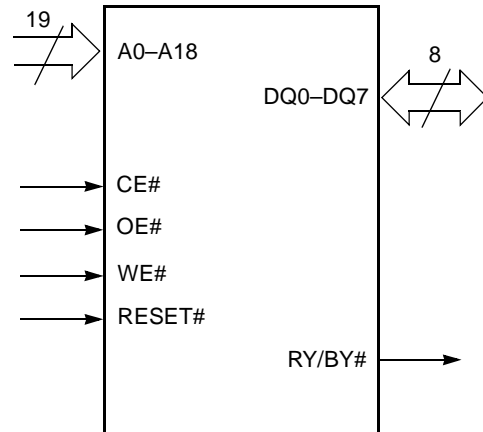 19
A0–A18
8
DQ0–DQ7
CE#
OE#
WE#
RESET#
RY/BY#